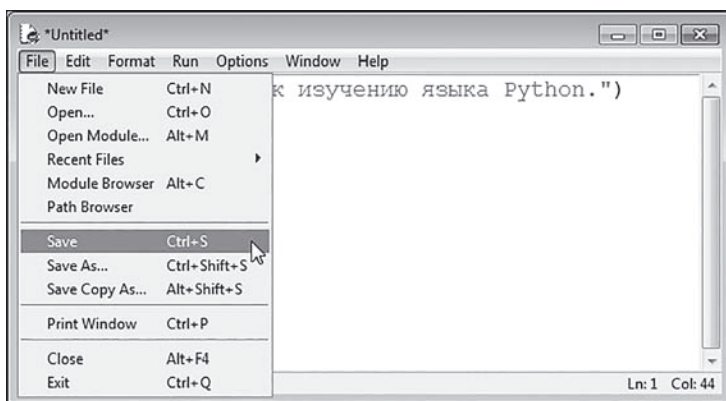 *Untitled*
File Edit Format Run Options Window Help
к изучению языка Python.")
New File Ctrl+N
Open... Ctrl+O
Open Module... Alt+M
Recent Files
Module Browser Alt+C
Path Browser
Save Ctrl+S
Save As... Ctrl+Shift+S
Save Copy As... Alt+Shift+S
Print Window Ctrl+P
Close Alt+F4
Exit Ctrl+Q
Ln: 1 Col: 44